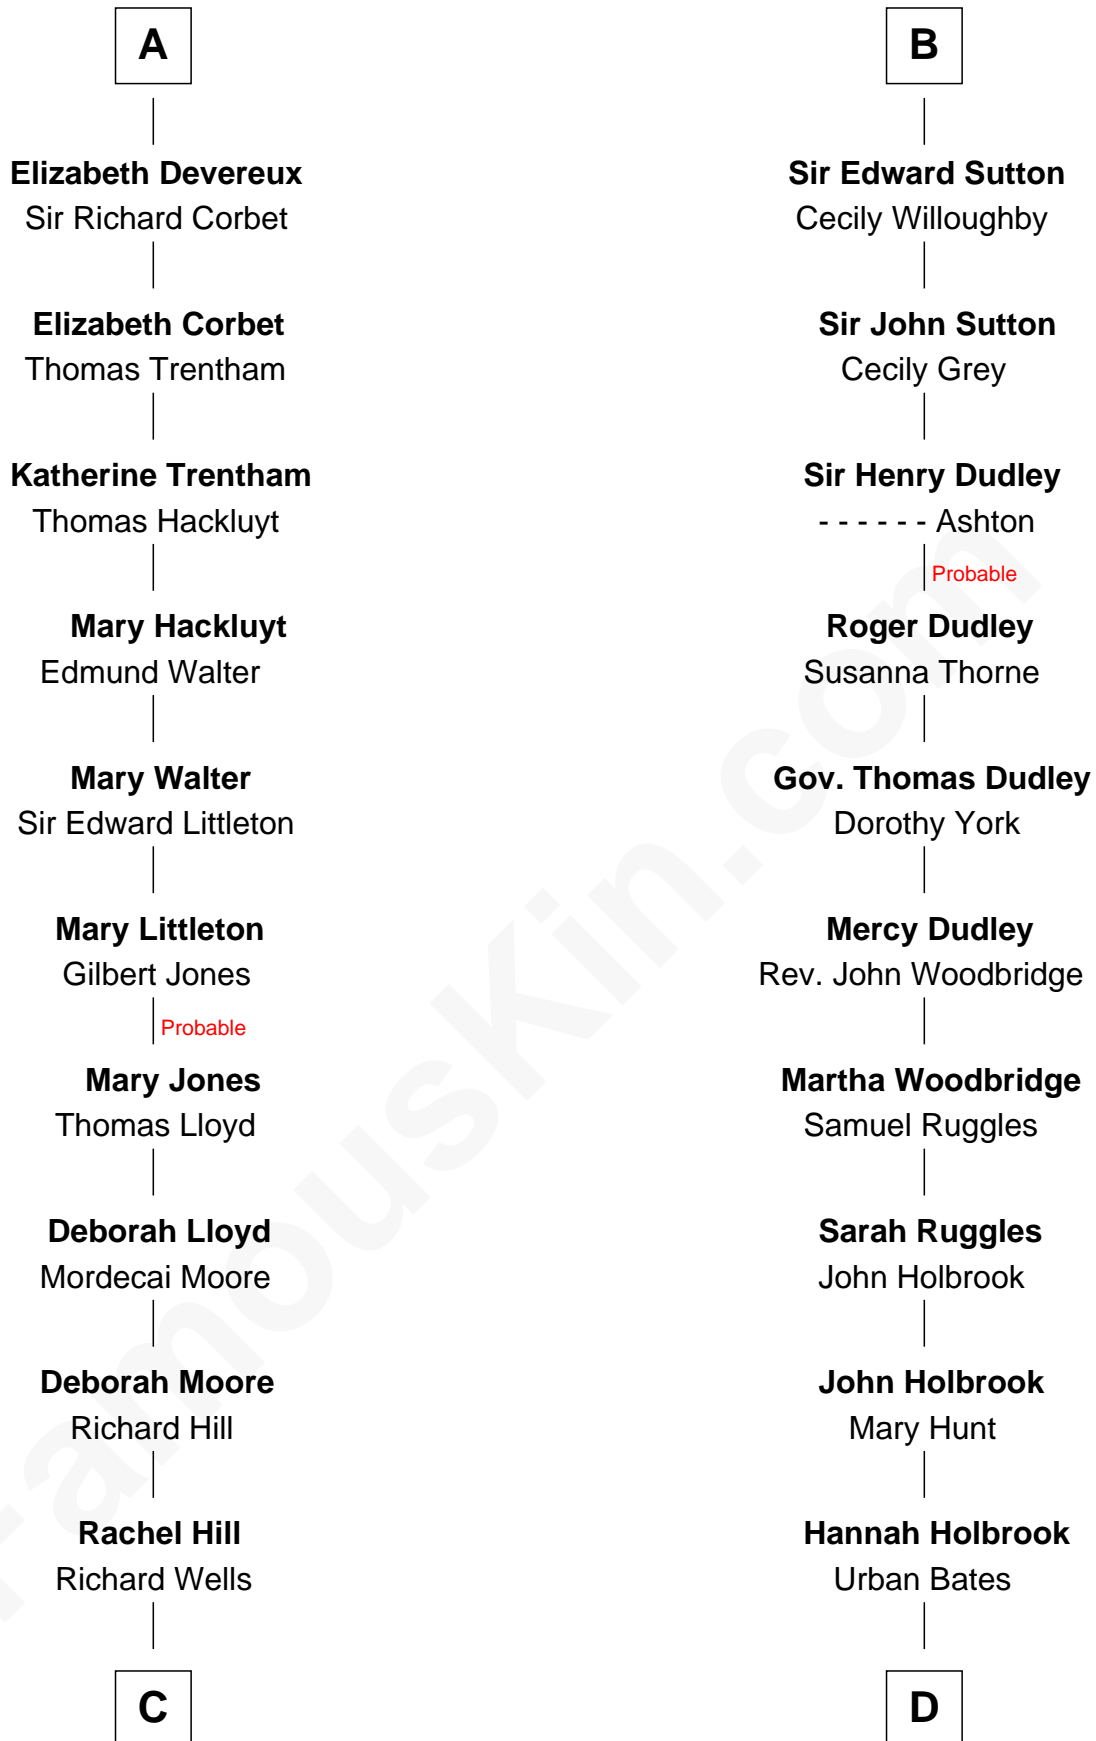 A
Elizabeth Devereux
Sir Richard Corbet
Elizabeth Corbet
Thomas Trentham
Katherine Trentham
Thomas Hackluyt
Mary Hackluyt
Edmund Walter
Mary Walter
Sir Edward Littleton
Mary Littleton
Gilbert Jones
Probable
Mary Jones
Thomas Lloyd
Deborah Lloyd
Mordecai Moore
Deborah Moore
Richard Hill
Rachel Hill
Richard Wells
C
B
Sir Edward Sutton
Cecily Willoughby
Sir John Sutton
Cecily Grey
Sir Henry Dudley
- - - - - - Ashton
Probable
Roger Dudley
Susanna Thorne
Gov. Thomas Dudley
Dorothy York
Mercy Dudley
Rev. John Woodbridge
Martha Woodbridge
Samuel Ruggles
Sarah Ruggles
John Holbrook
John Holbrook
Mary Hunt
Hannah Holbrook
Urban Bates
D
FamousKin.com